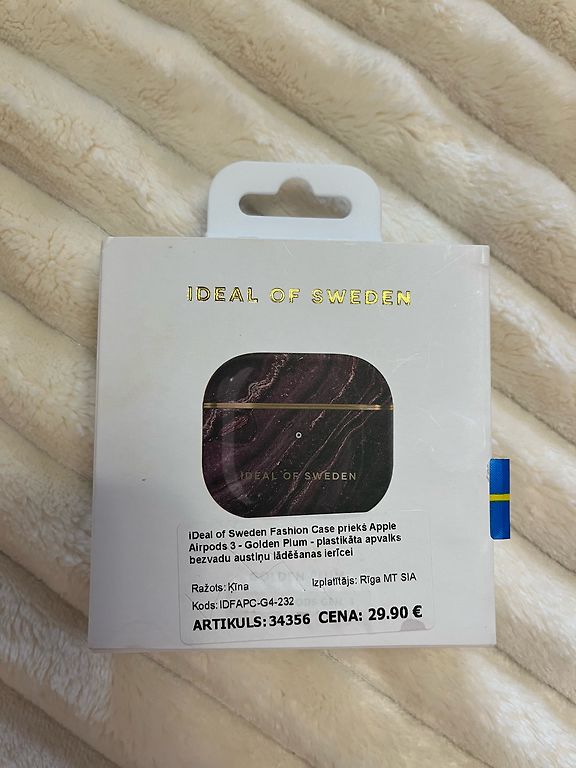 IDEAL OF SWEDEN
IDEAL OF SWEDEN
iDeal of Sweden Fashion Case priekš Apple
Airpods 3 - Golden Plum - plastikāta apvalks
bezvadu austiņu lādēšanas ierīcei
Ražots: Ķīna Izplatītājs: Rīga MT SIA
Kods: IDFAPC-G4-232
ARTIKULS: 34356 CENA: 29.90 €